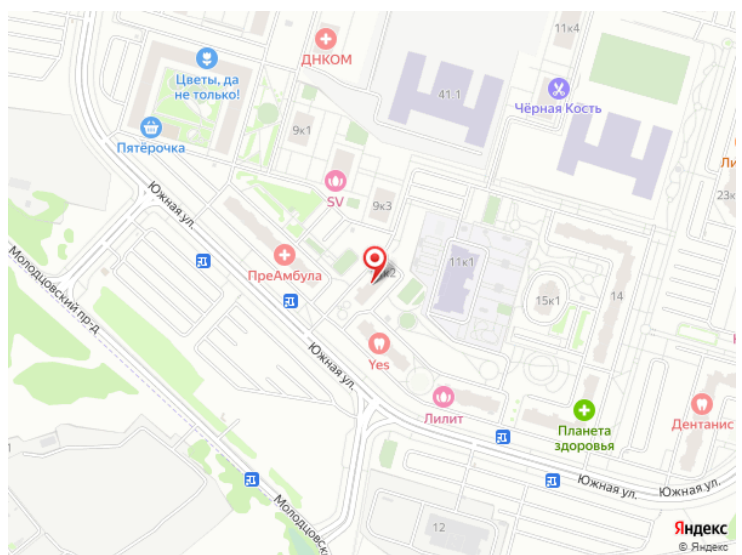 11к4
ДНКОМ
Цветы, да
не только!
41.1
Чёрная Кость
9к1
Пятёрочка
Ли
Южная ул.
SV
9к3
23к
Молодцовский пр-д
ПреАмбула
к2
11к1
15к1
14
Южная ул.
Yes
Лилит
Планета
здоровья
Дентанис
Южная ул.
Южная ул.
Молодцовска
12
Яндекс
© Яндекс